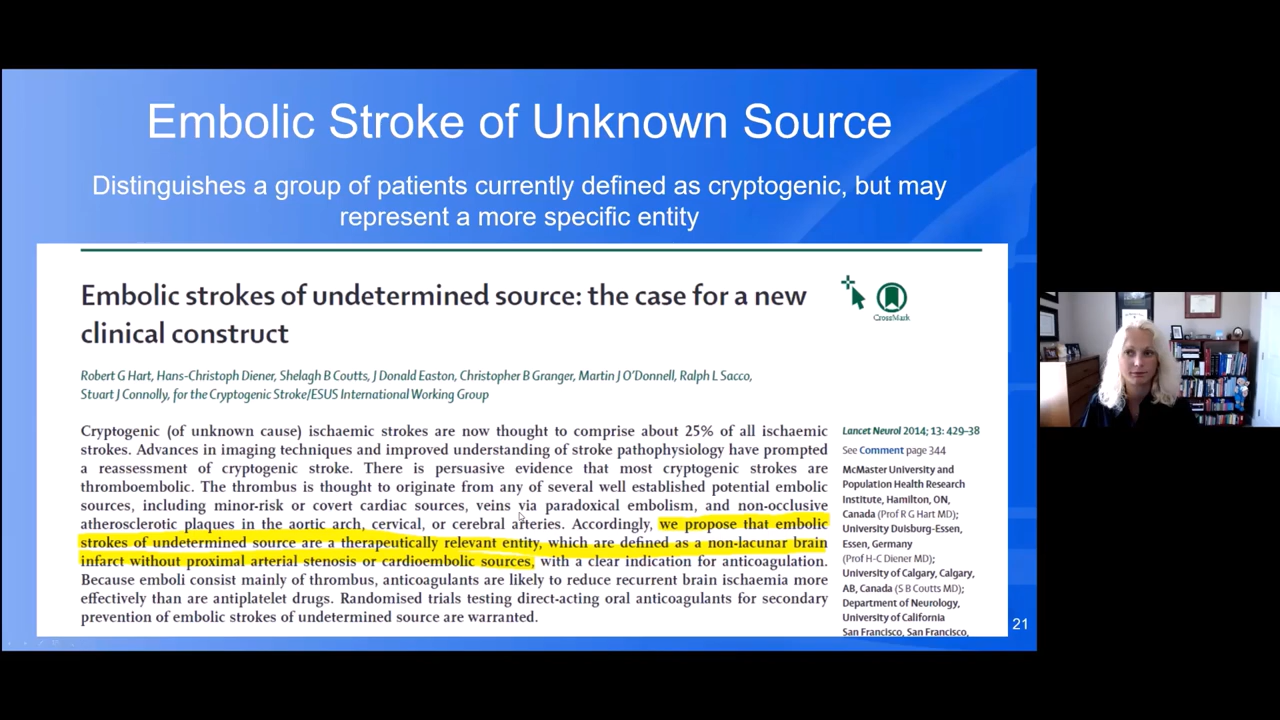 Embolic Stroke of Unknown Source
Distinguishes a group of patients currently defined as cryptogenic, but may
represent a more specific entity
Embolic strokes of undetermined source: the case for a new
clinical construct
CrossMark
Robert G Hart, Hans-Christoph Diener, Shelagh B Coutts, J Donald Easton, Christopher B Granger, Martin J O'Donnell, Ralph L Sacco,
Stuart J Connolly, for the Cryptogenic Stroke/ESUS International Working Group
Cryptogenic (of unknown cause) ischaemic strokes are now thought to comprise about 25% of all ischaemic
strokes. Advances in imaging techniques and improved understanding of stroke pathophysiology have prompted
a reassessment of cryptogenic stroke. There is persuasive evidence that most cryptogenic strokes are
thromboembolic. The thrombus is thought to originate from any of several well established potential embolic
sources, including minor-risk or covert cardiac sources, veins via paradoxical embolism, and non-occlusive
atherosclerotic plaques in the aortic arch, cervical, or cerebral arteries. Accordingly, we propose that embolic
strokes of undetermined source are a therapeutically relevant entity, which are defined as a non-lacunar brain
infarct without proximal arterial stenosis or cardioembolic sources, with a clear indication for anticoagulation.
Because emboli consist mainly of thrombus, anticoagulants are likely to reduce recurrent brain ischaemia more
effectively than are antiplatelet drugs. Randomised trials testing direct-acting oral anticoagulants for secondary
prevention of embolic strokes of undetermined source are warranted.
Lancet Neurol 2014; 13: 429–38
See Comment page 344
McMaster University and
Population Health Research
Institute, Hamilton, ON,
Canada (Prof R G Hart MD);
University Duisburg-Essen,
Essen, Germany
(Prof H-C Diener MD);
University of Calgary, Calgary,
AB, Canada (S B Coutts MD);
Department of Neurology,
University of California
San Francisco, San Francisco,
21